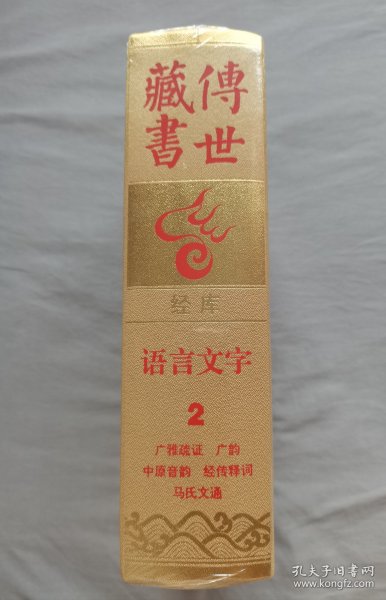 傳世
藏書
经库
语言文字
2
广雅疏证 广韵
中原音韵 经传释词
马氏文通
孔夫子旧书网
www.kongfz.com